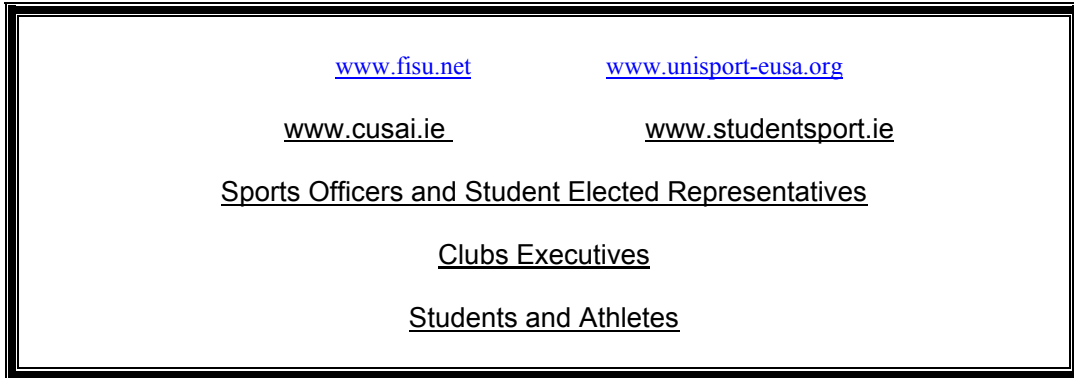 www.fisu.net www.unisport-eusa.org
www.cusai.ie www.studentsport.ie
Sports Officers and Student Elected Representatives
Clubs Executives
Students and Athletes